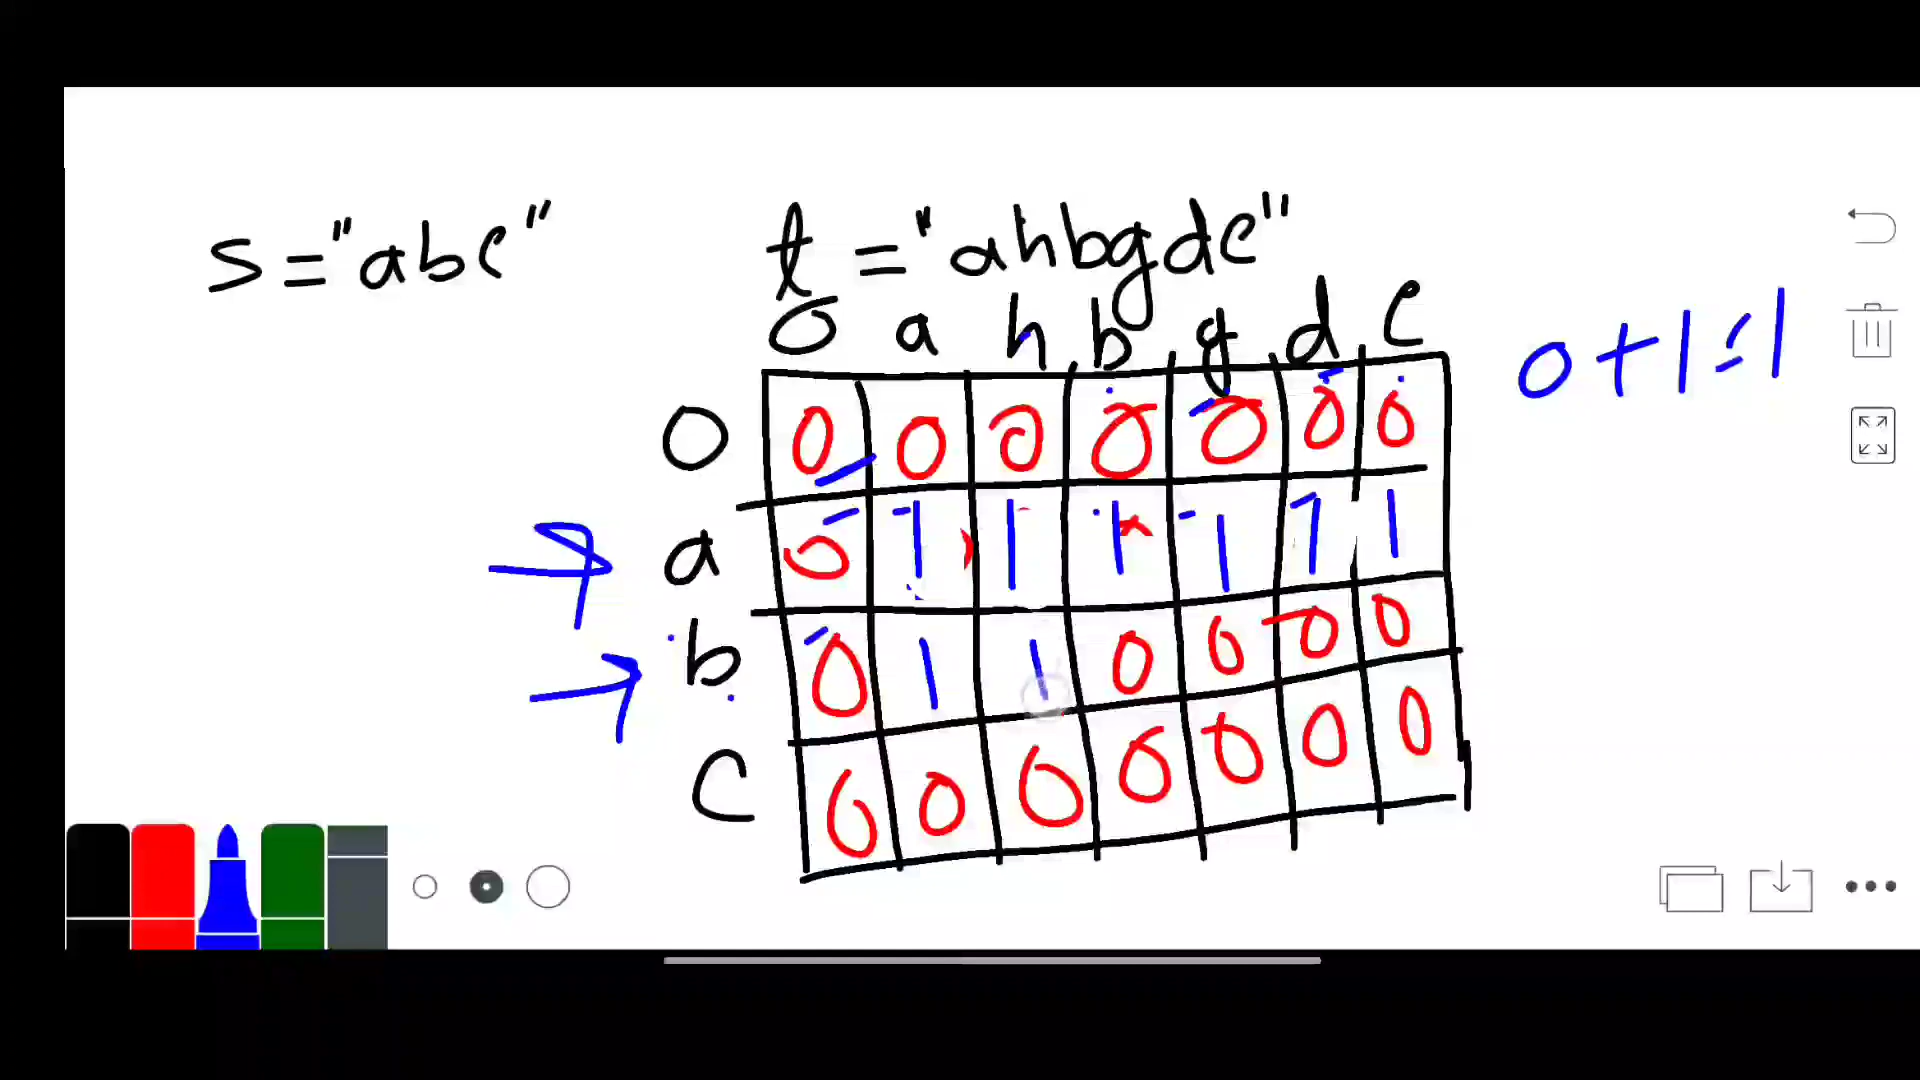 s="abc" t="ahbgdc"
0 a h b g d c
0 0 0 0 0 0 0 0
0+1=1
a 0 1 1 1 1 1 1
b 0 1 1 0 0 0 0
c 0 0 0 0 0 0 0